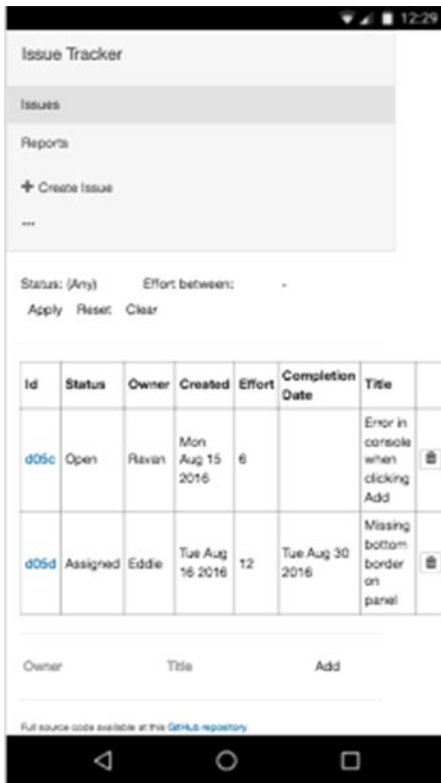 12:29
Issue Tracker
Issues
Reports
+ Create Issue
...
Status: (Any) Effort between: -
Apply Reset Clear
Id Status Owner Created Effort Completion Date Title
d05c Open Ravan Mon Aug 15 2016 6 Error in console when clicking Add
d05d Assigned Eddie Tue Aug 16 2016 12 Tue Aug 30 2016 Missing bottom border on panel
Owner Title Add
Full source code available at this GitHub repository.